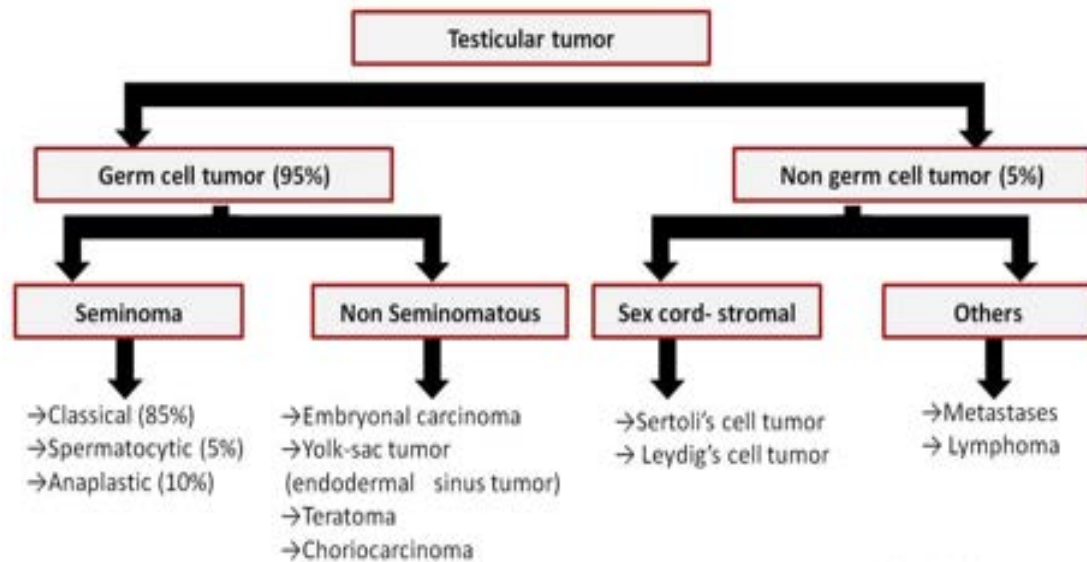 Testicular tumor
Germ cell tumor (95%)
Non germ cell tumor (5%)
Seminoma
Non Seminomatous
Sex cord- stromal
Others
→Classical (85%)
→Spermatocytic (5%)
→Anaplastic (10%)
→Embryonal carcinoma
→Yolk-sac tumor
(endodermal sinus tumor)
→Teratoma
→Choriocarcinoma
→Sertoli's cell tumor
→ Leydig's cell tumor
→Metastases
→ Lymphoma